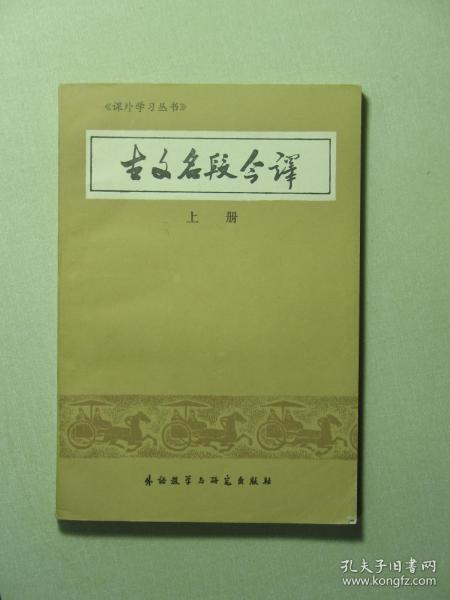 《课外学习丛书》
古文名段今譯
上册
外语教学与研究出版社
孔夫子旧书网
www.kongfz.com